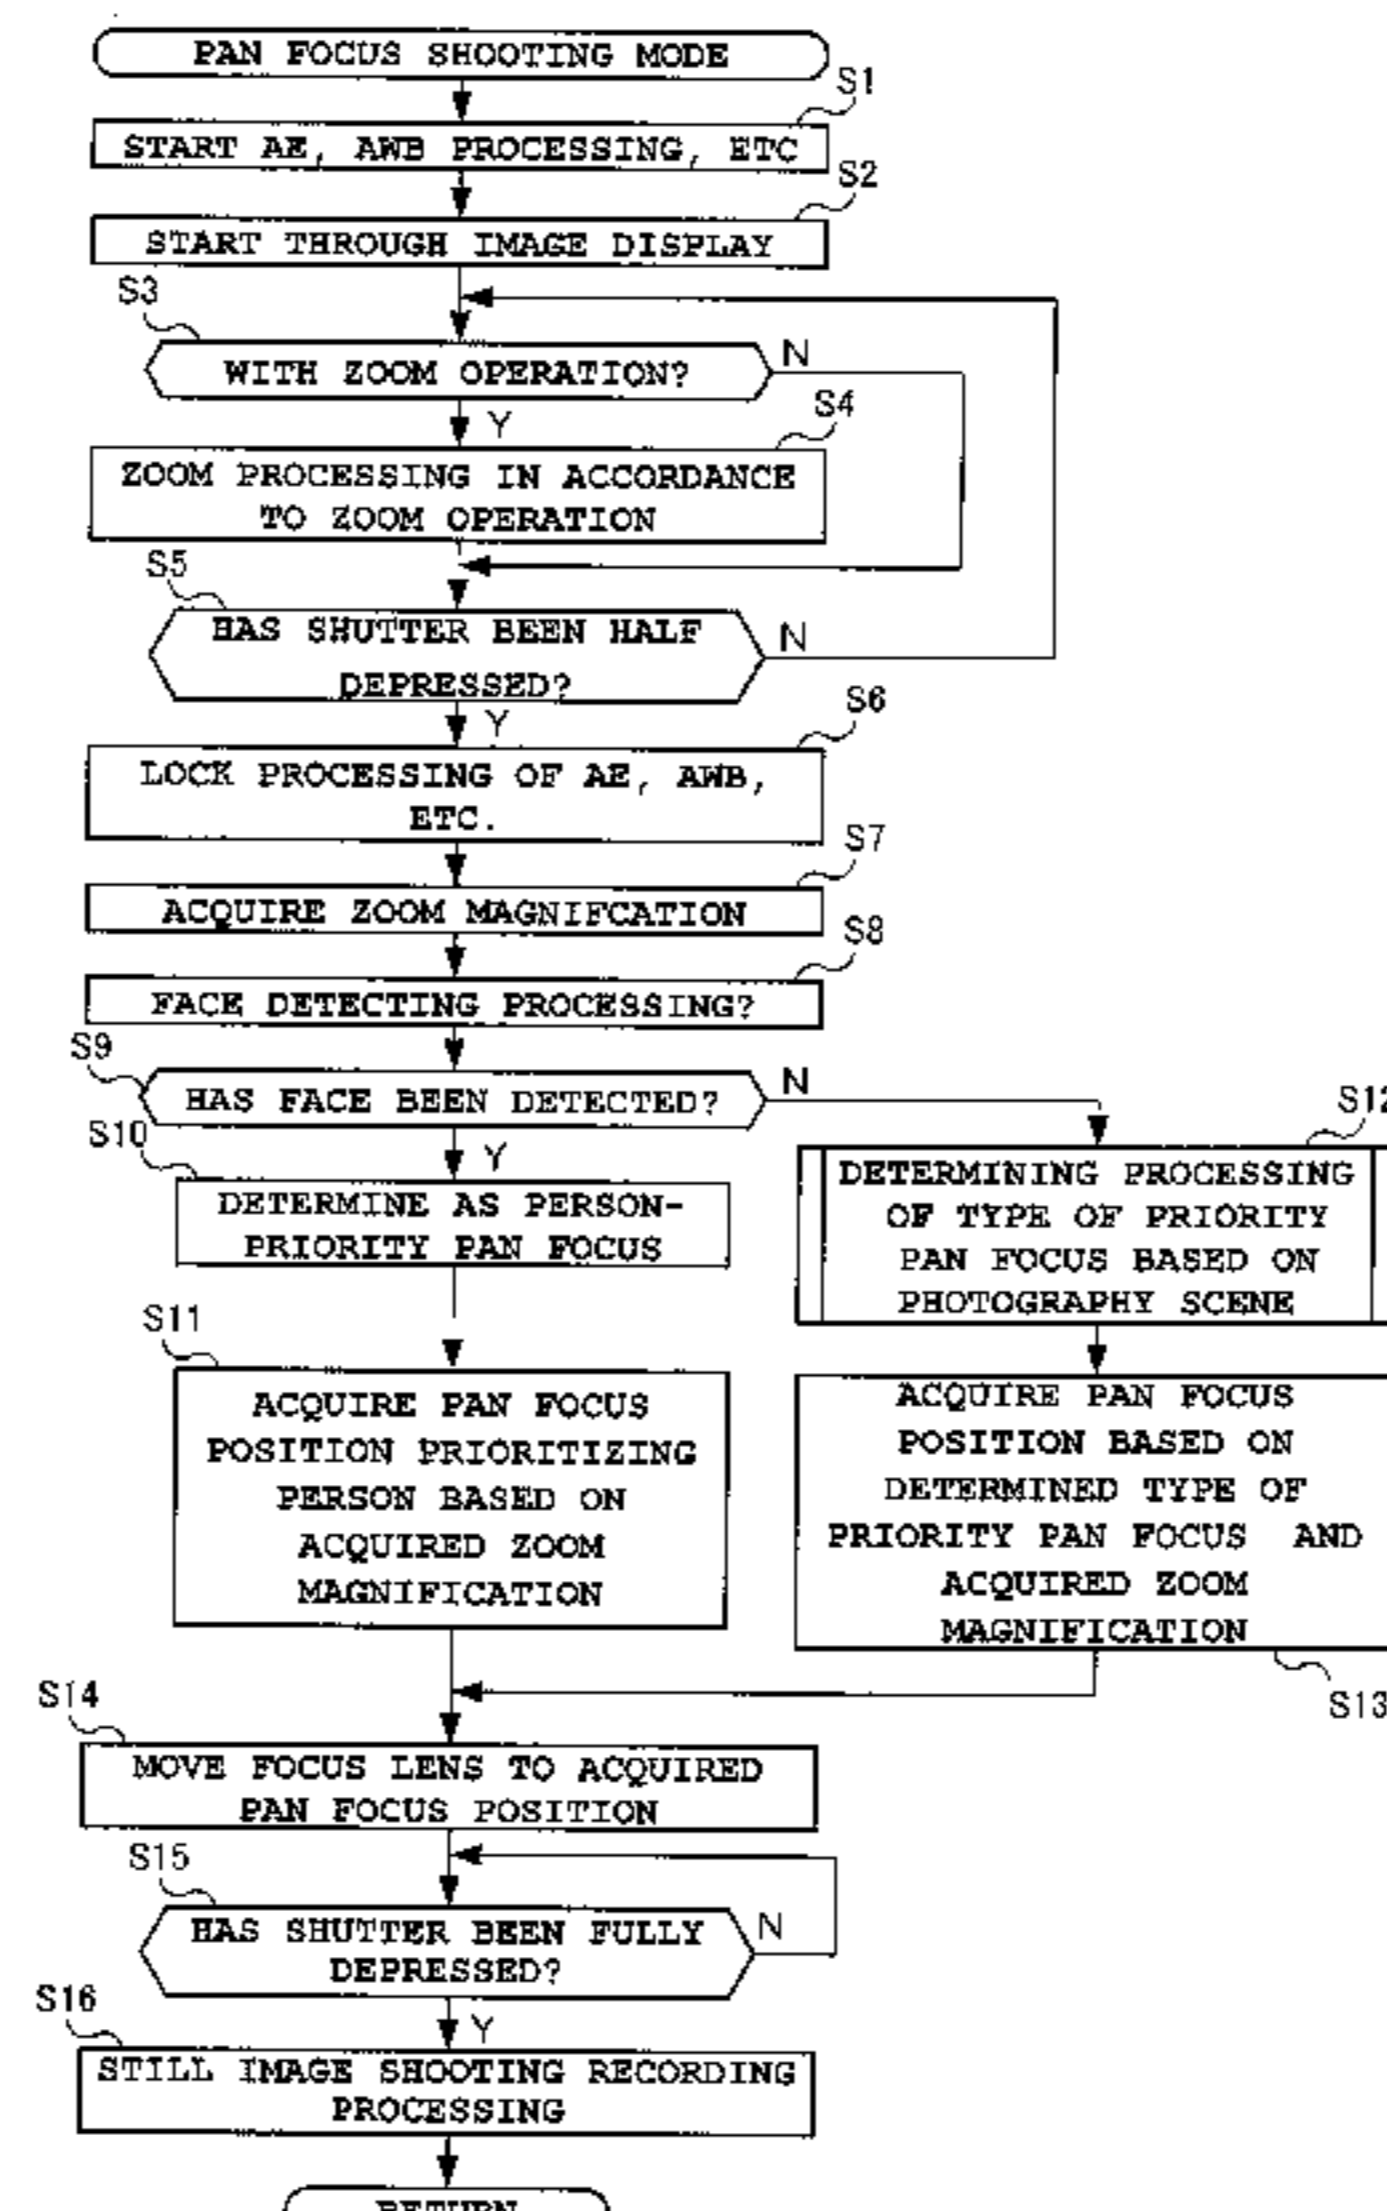 PAN FOCUS SHOOTING MODE
S1
START AE, AWB PROCESSING, ETC
S2
START THROUGH IMAGE DISPLAY
S3
WITH ZOOM OPERATION?
N
Y
S4
ZOOM PROCESSING IN ACCORDANCE
TO ZOOM OPERATION
S5
HAS SHUTTER BEEN HALF
DEPRESSED?
N
Y
S6
LOCK PROCESSING OF AE, AWB,
ETC.
S7
ACQUIRE ZOOM MAGNIFCATION
S8
FACE DETECTING PROCESSING?
S9
HAS FACE BEEN DETECTED?
N
Y
S10
DETERMINE AS PERSON-
PRIORITY PAN FOCUS
S11
ACQUIRE PAN FOCUS
POSITION PRIORITIZING
PERSON BASED ON
ACQUIRED ZOOM
MAGNIFICATION
S12
DETERMINING PROCESSING
OF TYPE OF PRIORITY
PAN FOCUS BASED ON
PHOTOGRAPHY SCENE
ACQUIRE PAN FOCUS
POSITION BASED ON
DETERMINED TYPE OF
PRIORITY PAN FOCUS AND
ACQUIRED ZOOM
MAGNIFICATION
S13
S14
MOVE FOCUS LENS TO ACQUIRED
PAN FOCUS POSITION
S15
HAS SHUTTER BEEN FULLY
DEPRESSED?
N
Y
S16
STILL IMAGE SHOOTING RECORDING
PROCESSING
RETURN